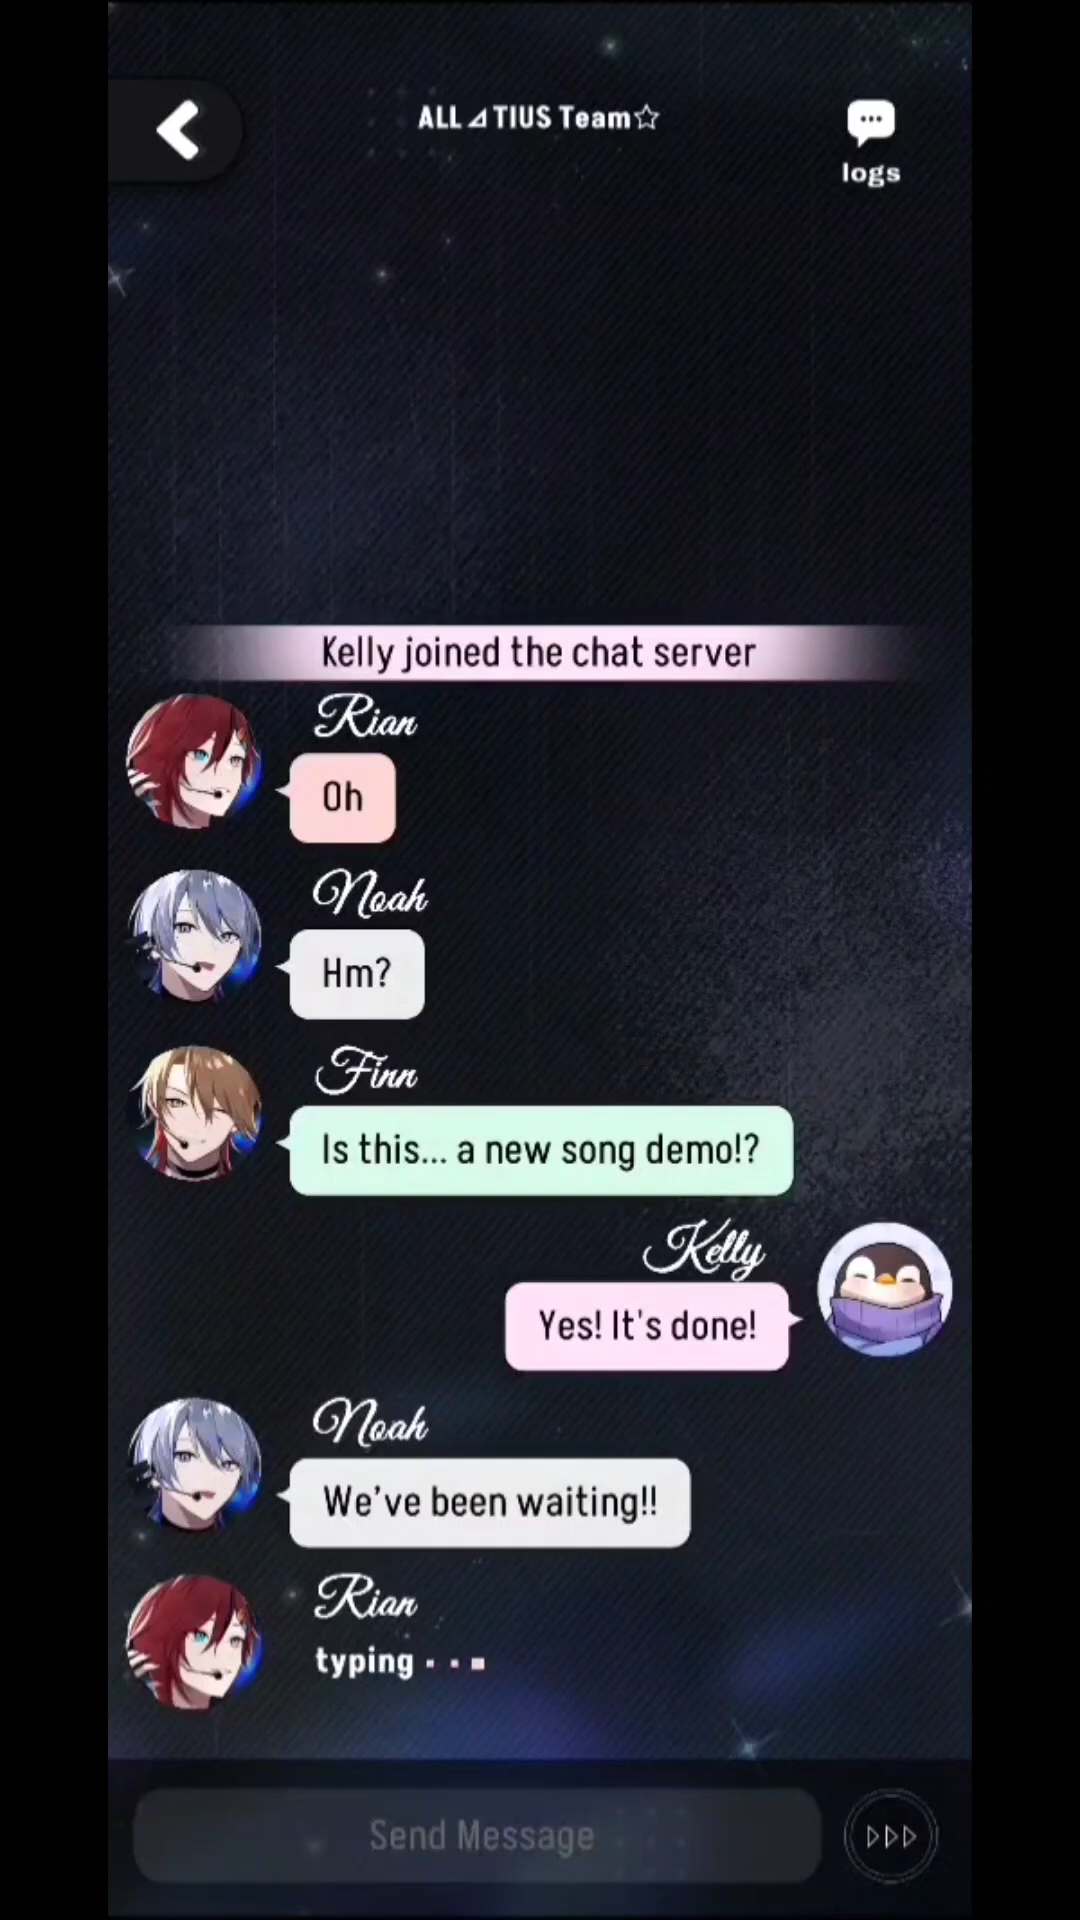 ALL⊿TIUS Team☆
logs
Kelly joined the chat server
Rian
Oh
Noah
Hm?
Finn
Is this... a new song demo!?
Kelly
Yes! It's done!
Noah
We’ve been waiting!!
Rian
typing
Send Message